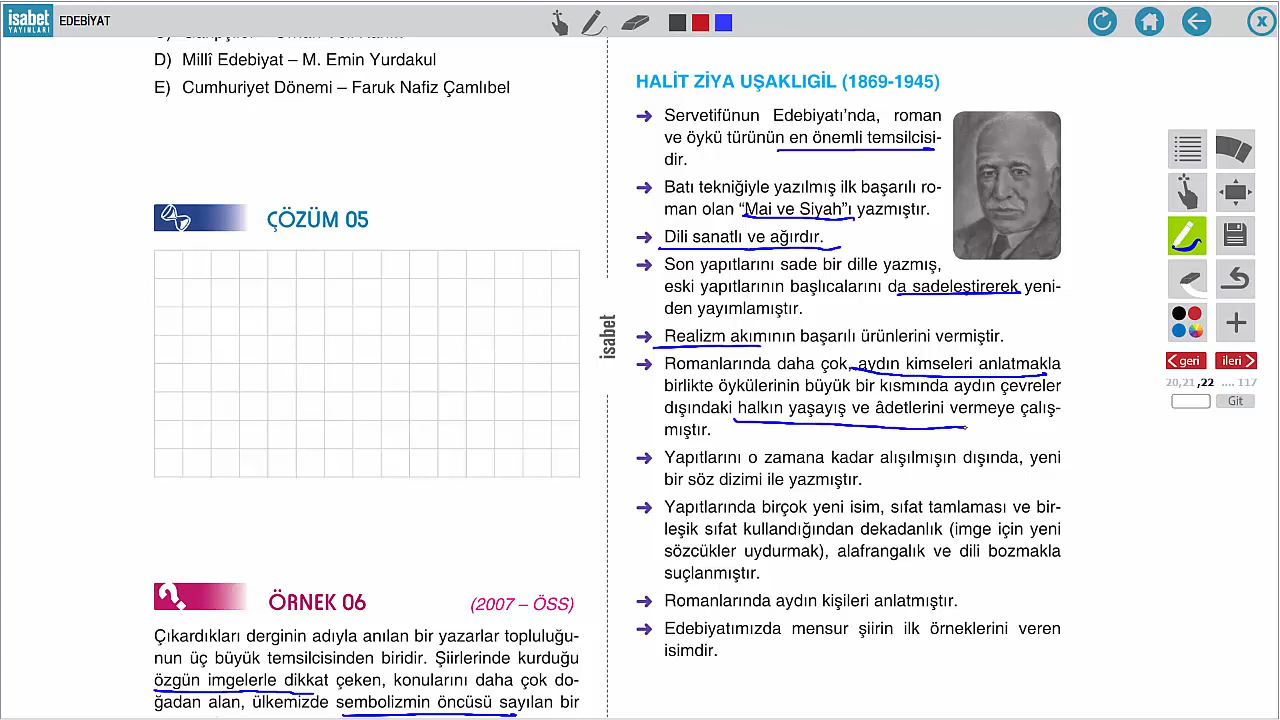 isabet
YAYINLARI
EDEBİYAT
D) Millî Edebiyat – M. Emin Yurdakul
E) Cumhuriyet Dönemi – Faruk Nafiz Çamlıbel
ÇÖZÜM 05
ÖRNEK 06
(2007 – ÖSS)
Çıkardıkları derginin adıyla anılan bir yazarlar topluluğu-
nun üç büyük temsilcisinden biridir. Şiirlerinde kurduğu
özgün imgelerle dikkat çeken, konularını daha çok do-
ğadan alan, ülkemizde sembolizmin öncüsü sayılan bir
isabet
HALİT ZİYA UŞAKLIGİL (1869-1945)
Servetifünun Edebiyatı’nda, roman
ve öykü türünün en önemli temsilcisi-
dir.
Batı tekniğiyle yazılmış ilk başarılı ro-
man olan “Mai ve Siyah”ı yazmıştır.
Dili sanatlı ve ağırdır.
Son yapıtlarını sade bir dille yazmış,
eski yapıtlarının başlıcalarını da sadeleştirerek yeni-
den yayımlamıştır.
Realizm akımının başarılı ürünlerini vermiştir.
Romanlarında daha çok, aydın kimseleri anlatmakla
birlikte öykülerinin büyük bir kısmında aydın çevreler
dışındaki halkın yaşayış ve âdetlerini vermeye çalış-
mıştır.
Yapıtlarını o zamana kadar alışılmışın dışında, yeni
bir söz dizimi ile yazmıştır.
Yapıtlarında birçok yeni isim, sıfat tamlaması ve bir-
leşik sıfat kullandığından dekadanlık (imge için yeni
sözcükler uydurmak), alafrangalık ve dili bozmakla
suçlanmıştır.
Romanlarında aydın kişileri anlatmıştır.
Edebiyatımızda mensur şiirin ilk örneklerini veren
isimdir.
geri
ileri
20,21,22 .... 117
Git